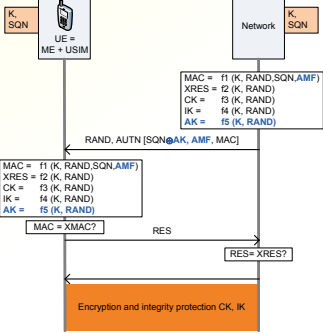 K,
SQN
UE =
ME + USIM
Network
K,
SQN
MAC = f1 (K, RAND,SQN,AMF)
XRES = f2 (K, RAND)
CK = f3 (K, RAND)
IK = f4 (K, RAND)
AK = f5 (K, RAND)
RAND, AUTN [SQN⊕AK, AMF, MAC]
MAC = f1 (K, RAND,SQN,AMF)
XRES = f2 (K, RAND)
CK = f3 (K, RAND)
IK = f4 (K, RAND)
AK = f5 (K, RAND)
MAC = XMAC?
RES
RES= XRES?
Encryption and integrity protection CK, IK